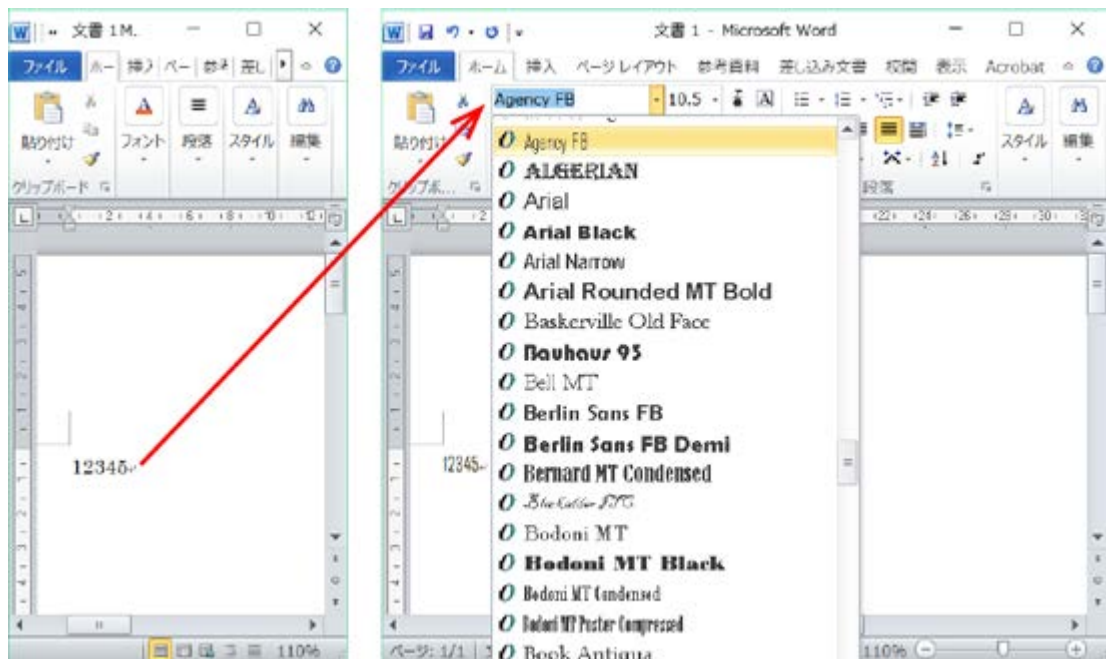 文書 1M.
ファイル
ホー
挿入
ペー
参考
差し
貼り付け
フォント
段落
スタイル
編集
クリップボード
12345
110%
文書 1 - Microsoft Word
ファイル ホーム 挿入 ページ レイアウト 参考資料 差し込み文書 校閲 表示 Acrobat
Agency FB 10.5
貼り付け
スタイル
編集
クリップボ...
段落
12345
Agency FB
ALGERIAN
Arial
Arial Black
Arial Narrow
Arial Rounded MT Bold
Baskerville Old Face
Bauhaus 93
Bell MT
Berlin Sans FB
Berlin Sans FB Demi
Bernard MT Condensed
Blackadder ITC
Bodoni MT
Bodoni MT Black
Bodoni MT Condensed
Bodoni MT Poster Compressed
Book Antiqua
ページ: 1/1
110%